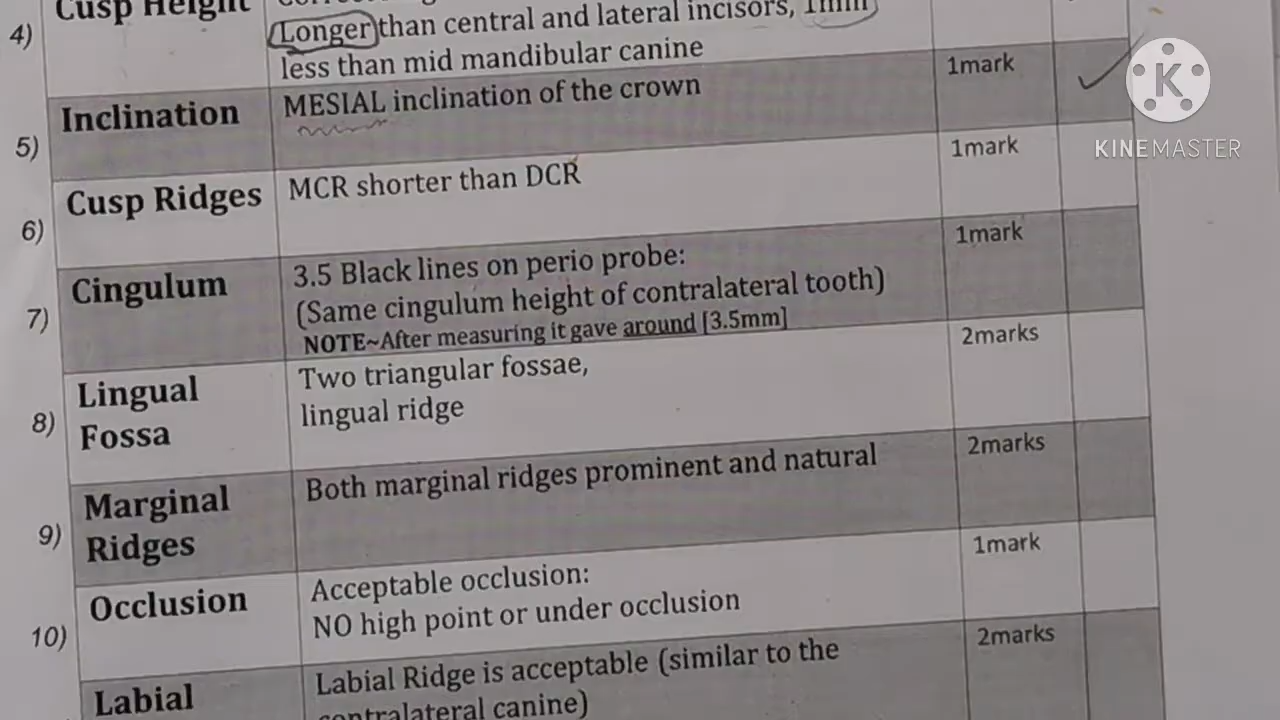 4) Cusp Height
Longer than central and lateral incisors, 1mm
less than mid mandibular canine
5) Inclination MESIAL inclination of the crown 1mark
6) Cusp Ridges MCR shorter than DCR 1mark
7) Cingulum 3.5 Black lines on perio probe: 1mark
(Same cingulum height of contralateral tooth)
NOTE~After measuring it gave around [3.5mm]
8) Lingual Fossa Two triangular fossae, 2marks
lingual ridge
9) Marginal Ridges Both marginal ridges prominent and natural 2marks
10) Occlusion Acceptable occlusion: 1mark
NO high point or under occlusion
Labial Labial Ridge is acceptable (similar to the 2marks
contralateral canine)
K
KINEMASTER